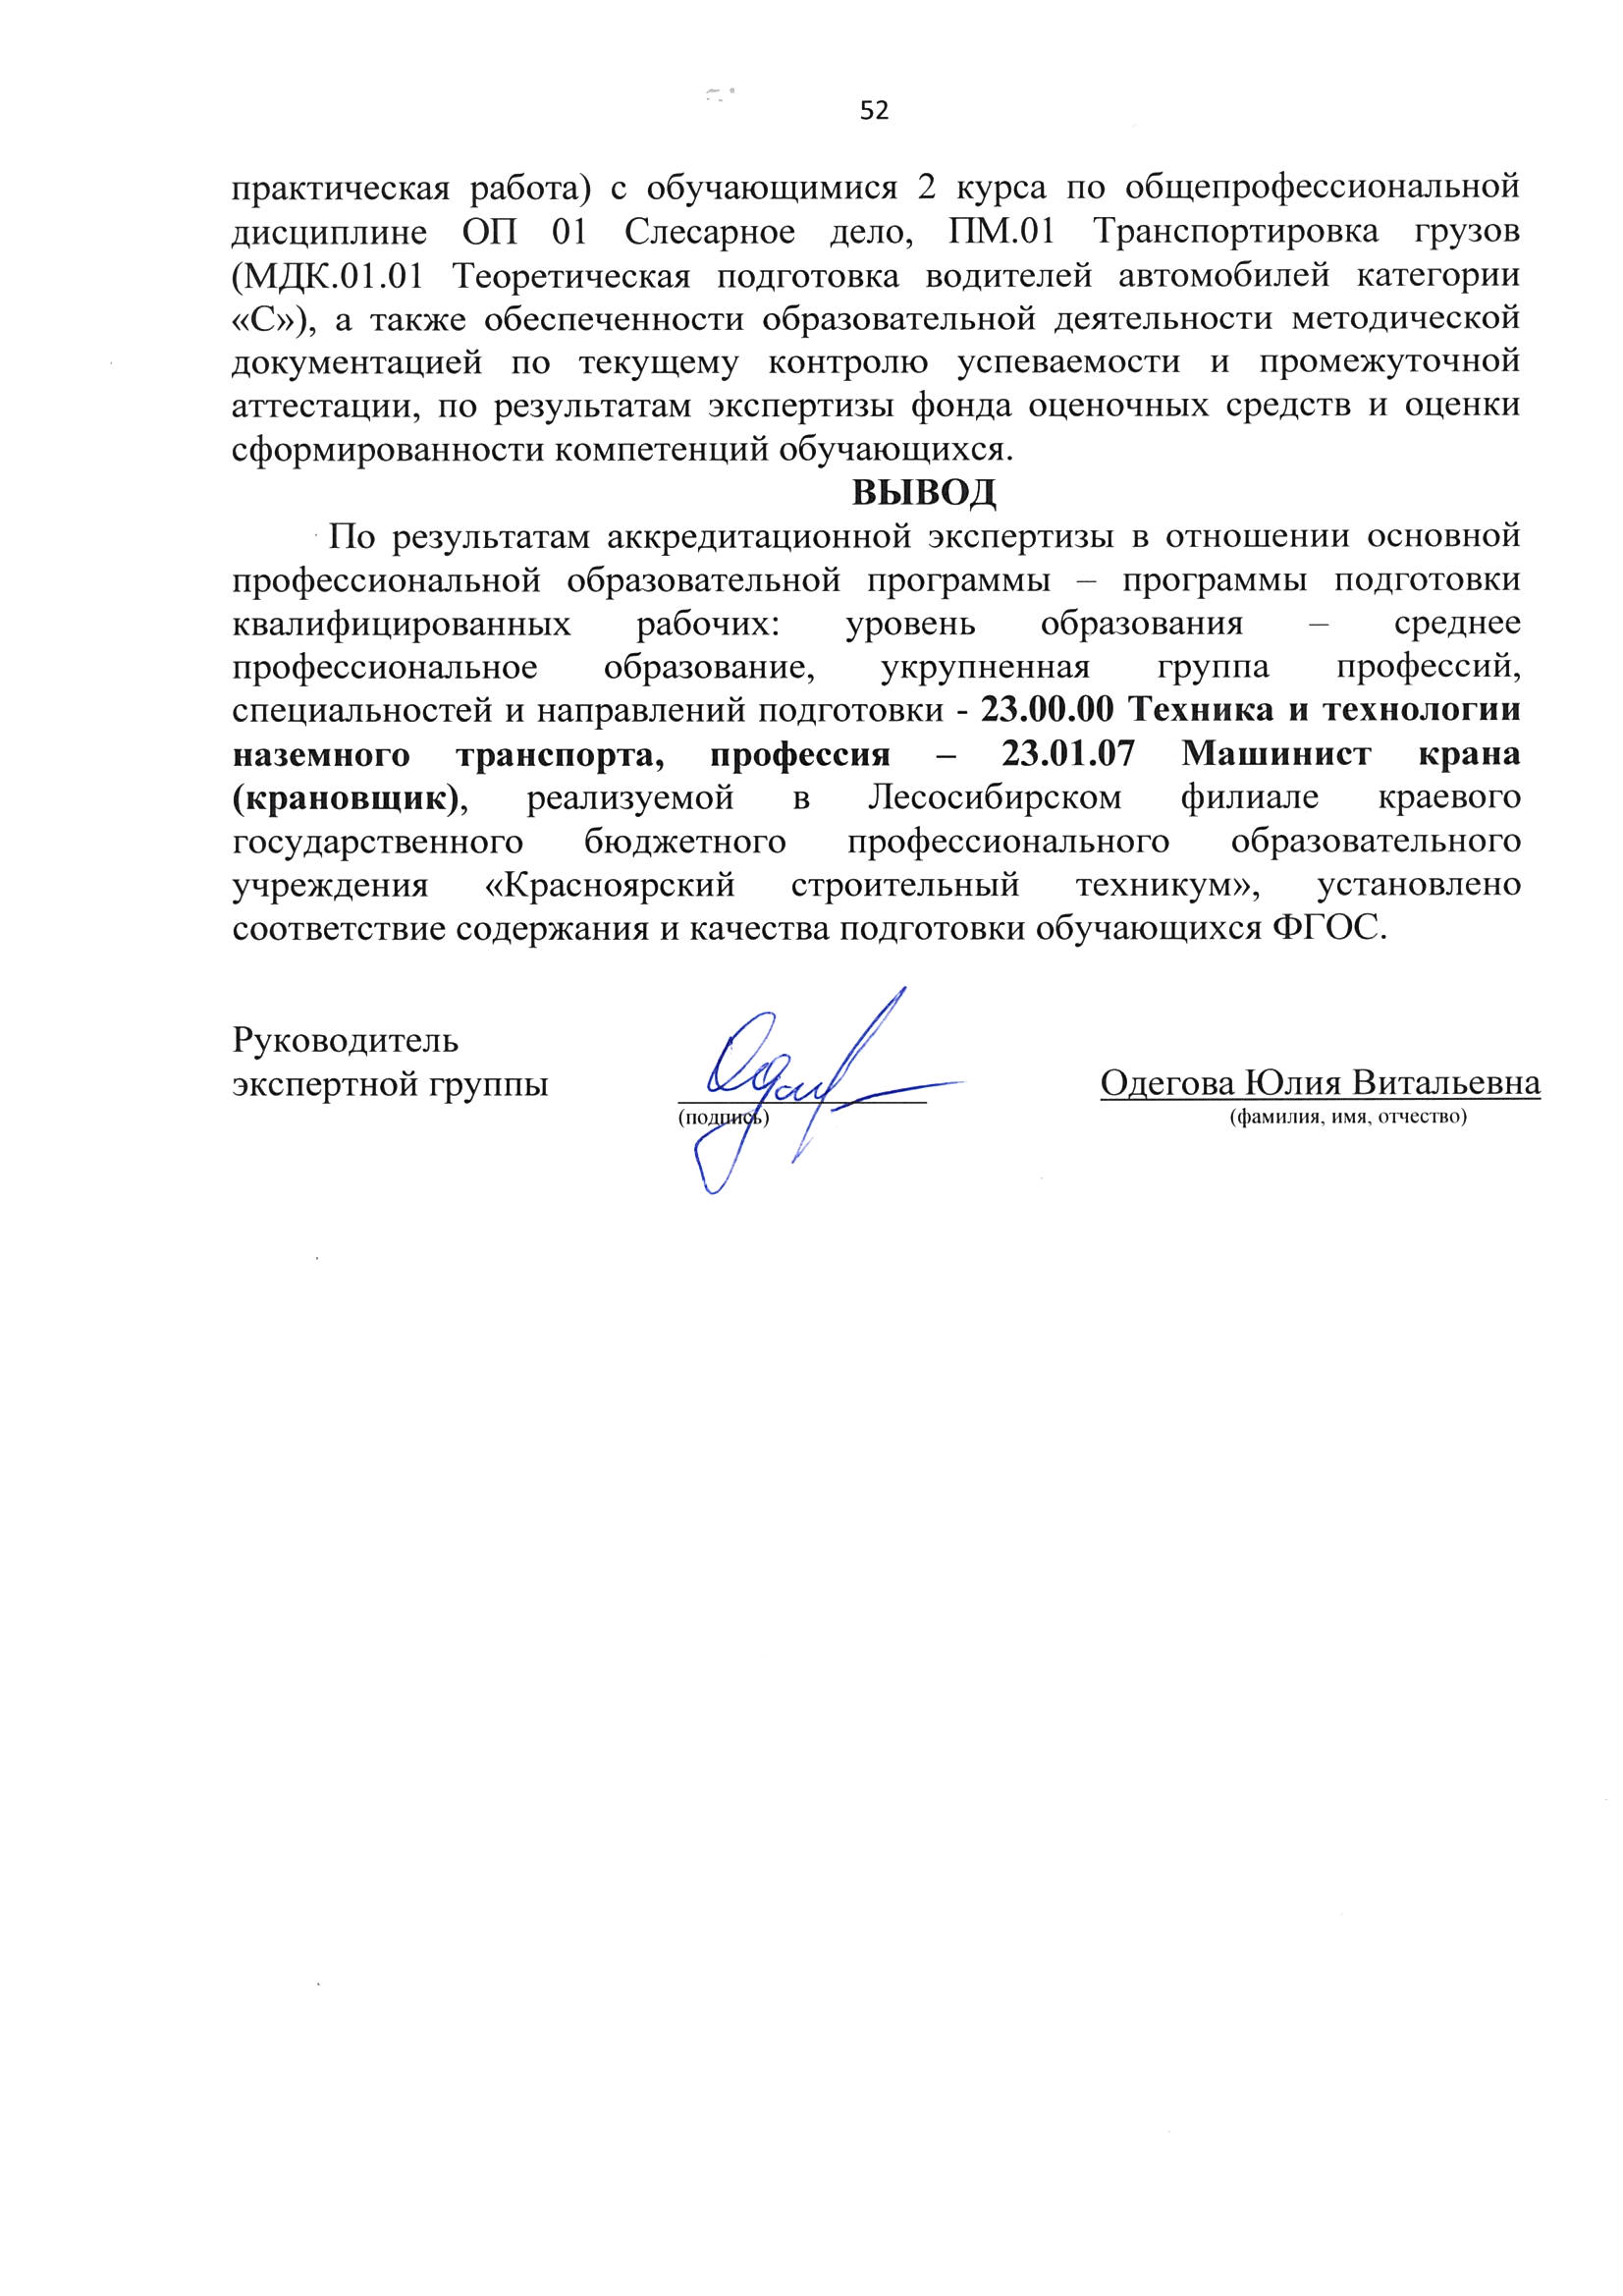 52
практическая работа) с обучающимися 2 курса по общепрофессиональной
дисциплине ОП 01 Слесарное дело, ПМ.01 Транспортировка грузов
(МДК.01.01 Теоретическая подготовка водителей автомобилей категории
«С»), а также обеспеченности образовательной деятельности методической
документацией по текущему контролю успеваемости и промежуточной
аттестации, по результатам экспертизы фонда оценочных средств и оценки
сформированности компетенций обучающихся.
ВЫВОД
По результатам аккредитационной экспертизы в отношении основной
профессиональной образовательной программы – программы подготовки
квалифицированных рабочих: уровень образования – среднее
профессиональное образование, укрупненная группа профессий,
специальностей и направлений подготовки - 23.00.00 Техника и технологии
наземного транспорта, профессия – 23.01.07 Машинист крана
(крановщик), реализуемой в Лесосибирском филиале краевого
государственного бюджетного профессионального образовательного
учреждения «Красноярский строительный техникум», установлено
соответствие содержания и качества подготовки обучающихся ФГОС.
Руководитель
экспертной группы
Одегова Юлия Витальевна
(подпись)
(фамилия, имя, отчество)